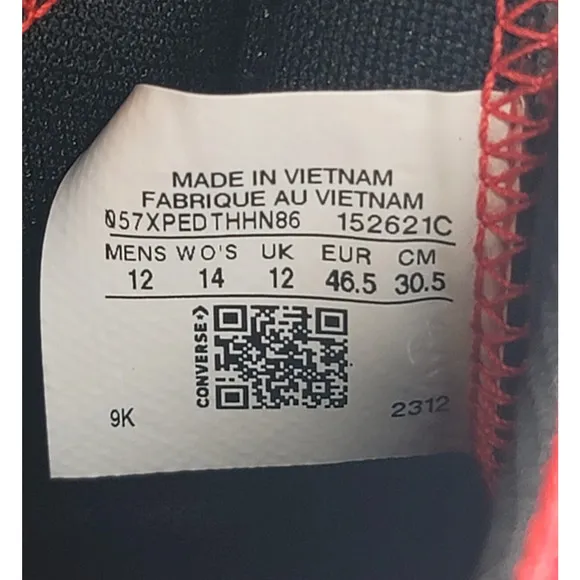 MADE IN VIETNAM
FABRIQUE AU VIETNAM
Q57XPEDTHHN86 152621C
MENS WO'S UK EUR CM
12 14 12 46.5 30.5
CONVERSE
9K 2312